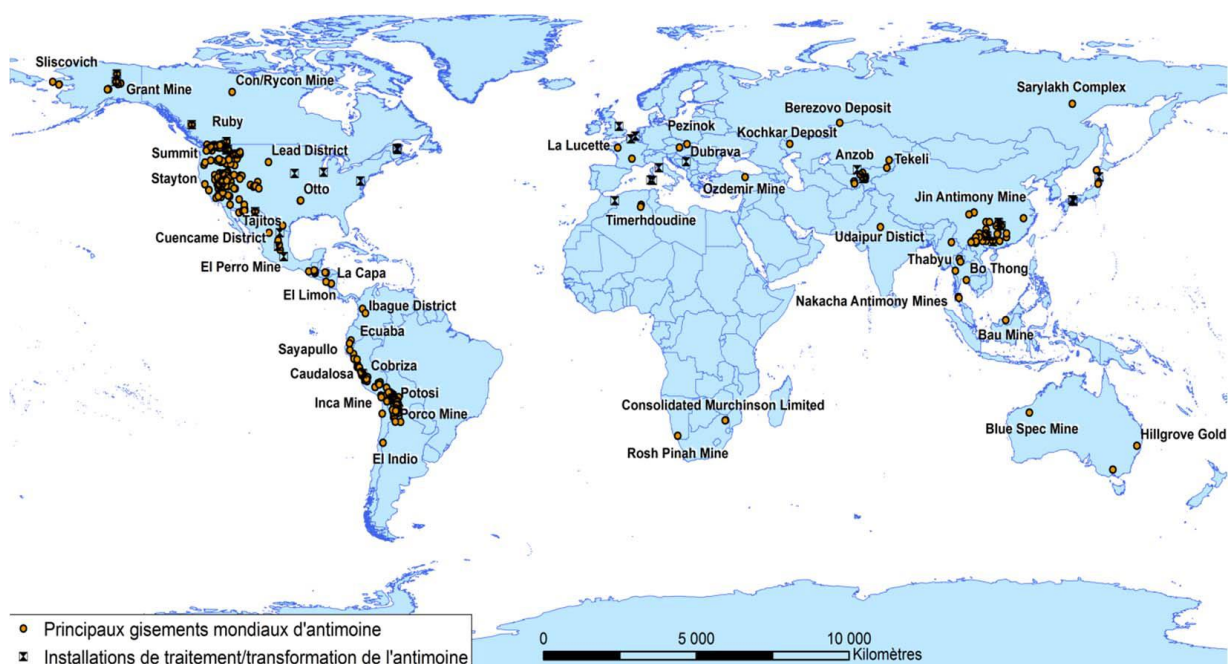 Sliscovich
Grant Mine
Con/Rycon Mine
Sarylakh Complex
Berezovo Deposit
Ruby
Pezinok
Kochkar Deposit
Summit
Lead District
La Lucette
Dubrava
Anzob
Tekeli
Stayton
Otto
Ozdemir Mine
Jin Antimony Mine
Tajitos
Timerhdoudine
Cuencame District
Udaipur Distict
El Perro Mine
La Capa
Thabyu
Bo Thong
El Limon
Ibague District
Nakacha Antimony Mines
Ecuaba
Bau Mine
Sayapullo
Cobriza
Caudalosa
Potosi
Inca Mine
Porco Mine
Consolidated Murchinson Limited
Blue Spec Mine
Hillgrove Gold
El Indio
Rosh Pinah Mine
Principaux gisements mondiaux d'antimoine
Installations de traitement/transformation de l'antimoine
0 5 000 10 000
Kilomètres